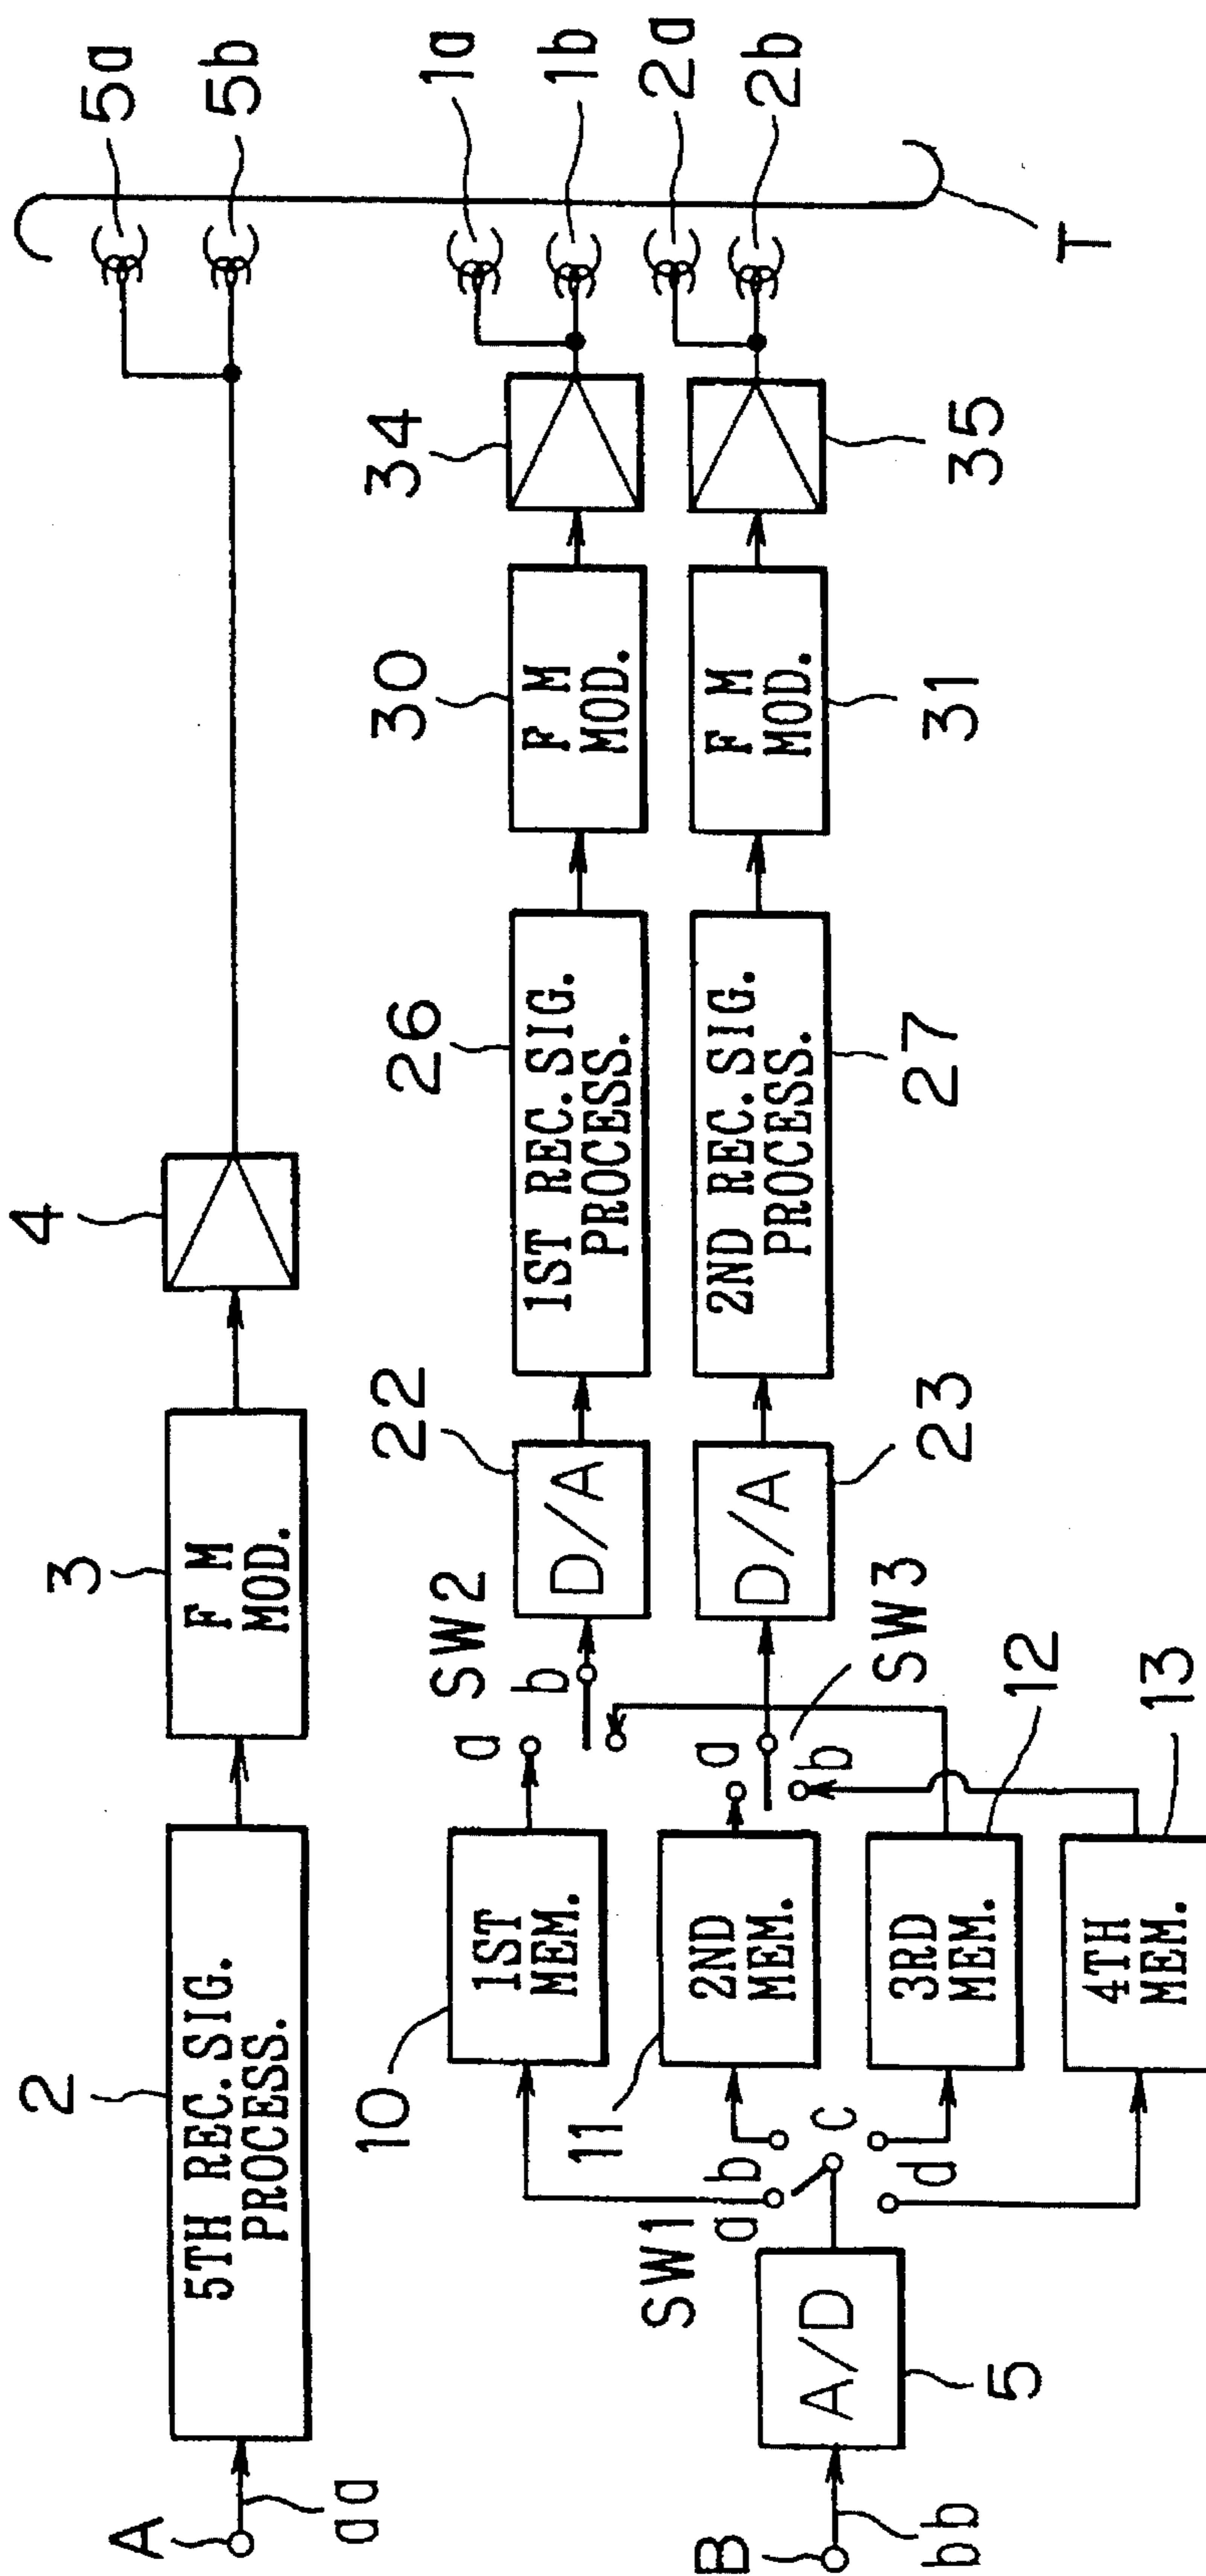 A
aa
2
5TH REC.SIG.
PROCESS.
3
F M
MOD.
4
5a
5b
B
bb
A/D
5
SW1
a
b
c
d
10
1ST
MEM.
11
2ND
MEM.
3RD
MEM.
12
4TH
MEM.
13
SW2
a
b
SW3
a
b
22
D/A
D/A
23
26
1ST REC.SIG.
PROCESS.
2ND REC.SIG.
PROCESS.
27
30
F M
MOD.
F M
MOD.
31
34
35
1a
1b
2a
2b
T